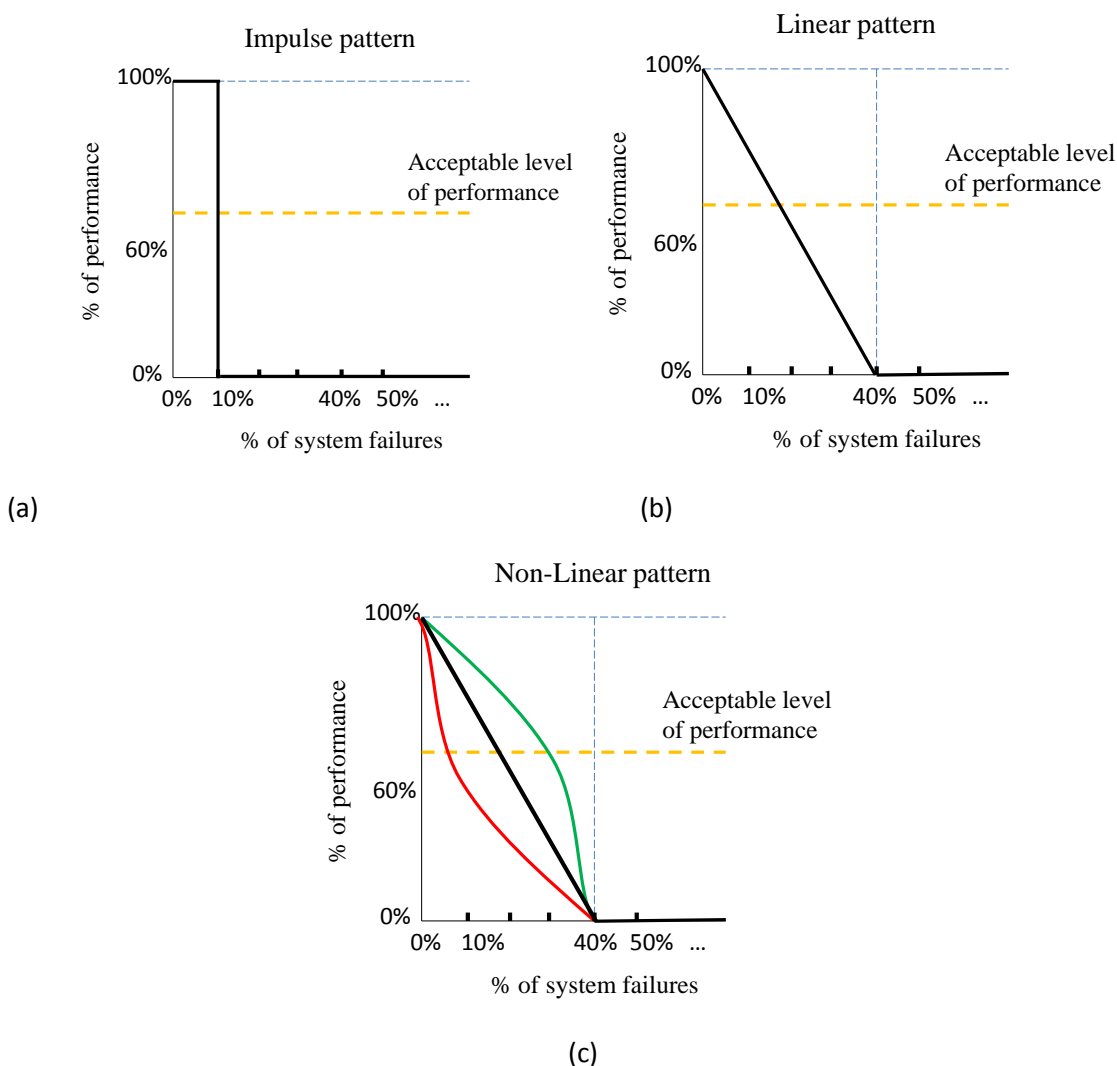 Impulse pattern
100%
Acceptable level
of performance
60%
% of performance
0%
0% 10% 40% 50% ...
% of system failures
(a)
Linear pattern
100%
Acceptable level
of performance
60%
% of performance
0%
0% 10% 40% 50% ...
% of system failures
(b)
Non-Linear pattern
100%
Acceptable level
of performance
60%
% of performance
0%
0% 10% 40% 50% ...
% of system failures
(c)